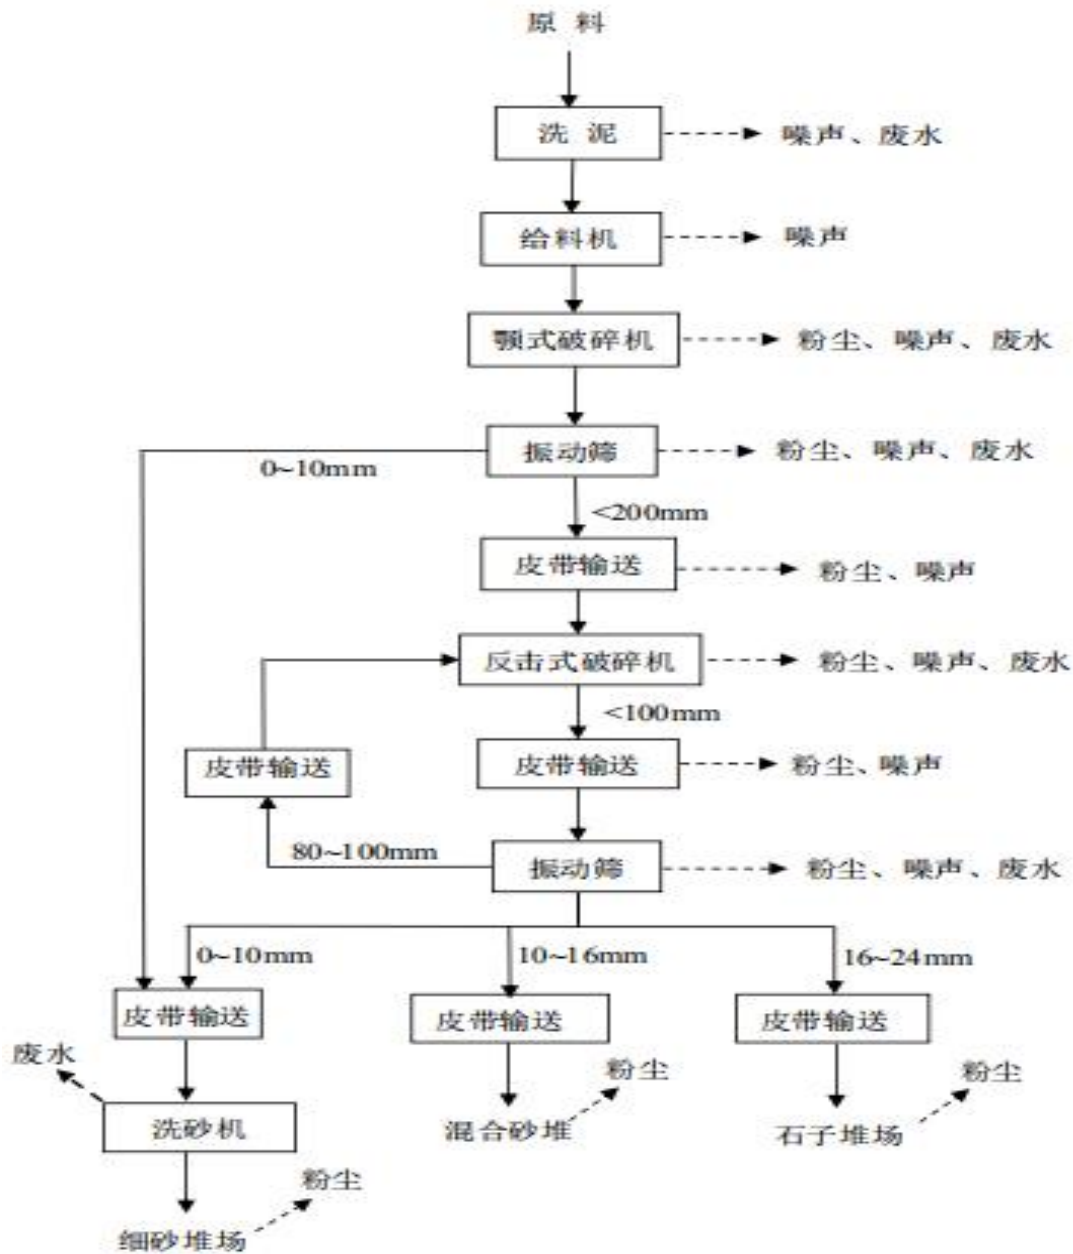 原 料
洗 泥
噪声、废水
给料机
噪声
颚式破碎机
粉尘、噪声、废水
振动筛
粉尘、噪声、废水
0~10mm
<200mm
皮带输送
粉尘、噪声
反击式破碎机
粉尘、噪声、废水
<100mm
皮带输送
皮带输送
粉尘、噪声
80~100mm
振动筛
粉尘、噪声、废水
0~10mm
10~16mm
16~24mm
皮带输送
皮带输送
皮带输送
废水
粉尘
粉尘
洗砂机
混合砂堆
石子堆场
粉尘
细砂堆场